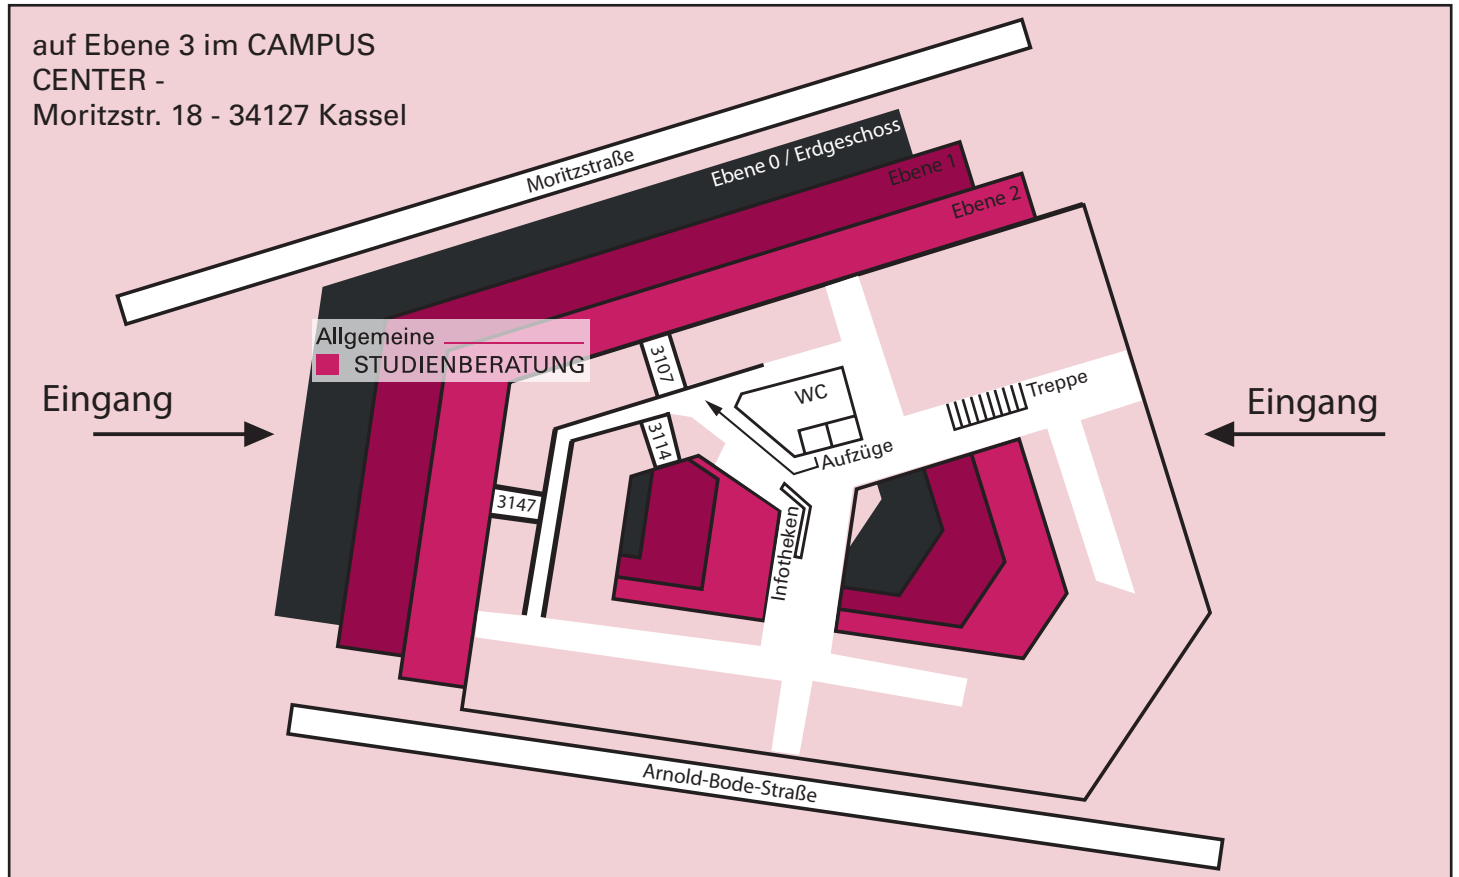 auf Ebene 3 im CAMPUS
CENTER -
Moritzstr. 18 - 34127 Kassel
Moritzstraße
Ebene 0 / Erdgeschoss
Ebene 1
Ebene 2
Allgemeine
STUDIENBERATUNG
Eingang
3107
WC
Treppe
Eingang
3114
Aufzüge
3147
Infotheken
Arnold-Bode-Straße